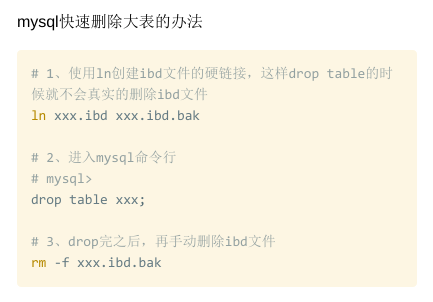 mysql快速删除大表的办法
# 1、使用ln创建ibd文件的硬链接，这样drop table的时
候就不会真实的删除ibd文件
ln xxx.ibd xxx.ibd.bak
# 2、进入mysql命令行
# mysql>
drop table xxx;
# 3、drop完之后，再手动删除ibd文件
rm -f xxx.ibd.bak